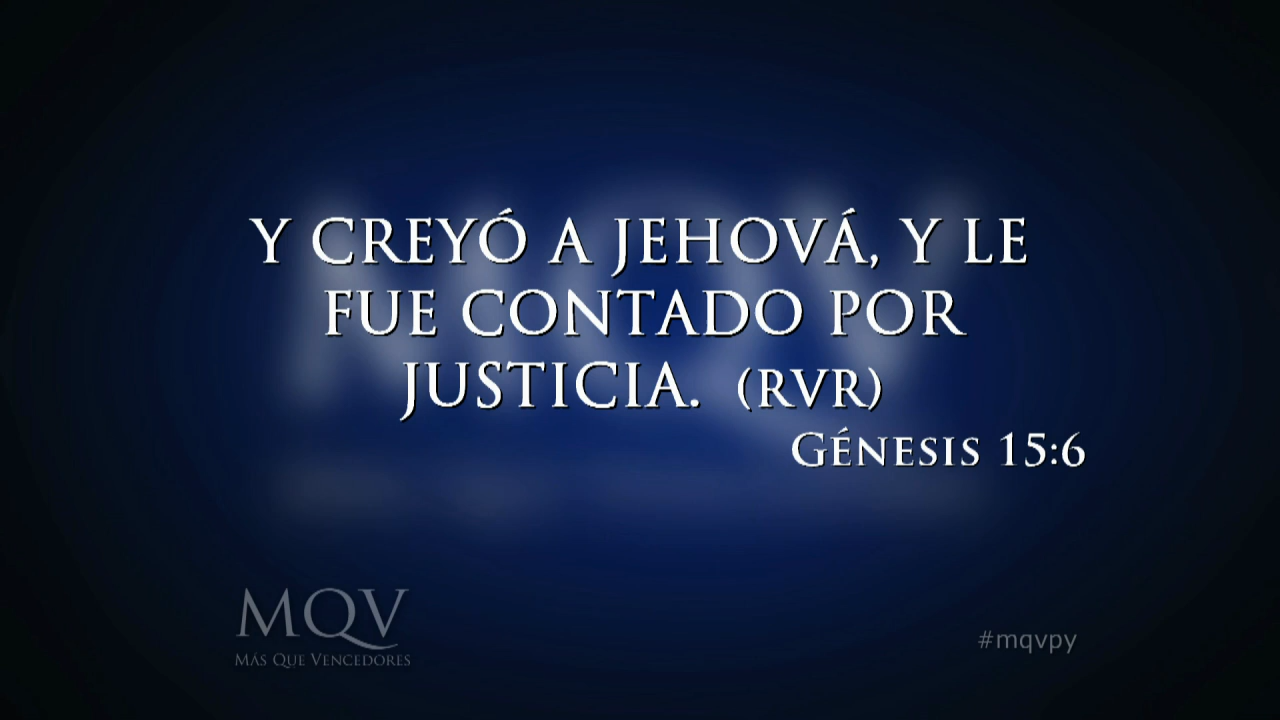 Y CREYÓ A JEHOVÁ, Y LE
FUE CONTADO POR
JUSTICIA. (RVR)
GÉNESIS 15:6
MQV
MÁS QUE VENCEDORES
#mqvpy